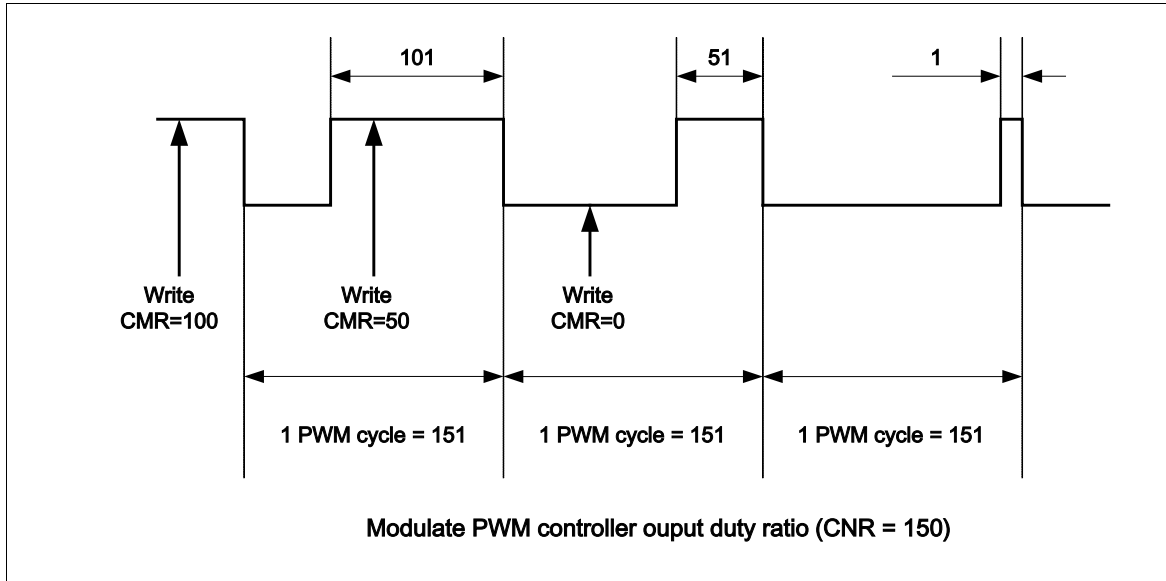 101
51
1
Write
CMR=100
Write
CMR=50
Write
CMR=0
1 PWM cycle = 151
1 PWM cycle = 151
1 PWM cycle = 151
Modulate PWM controller ouput duty ratio (CNR = 150)